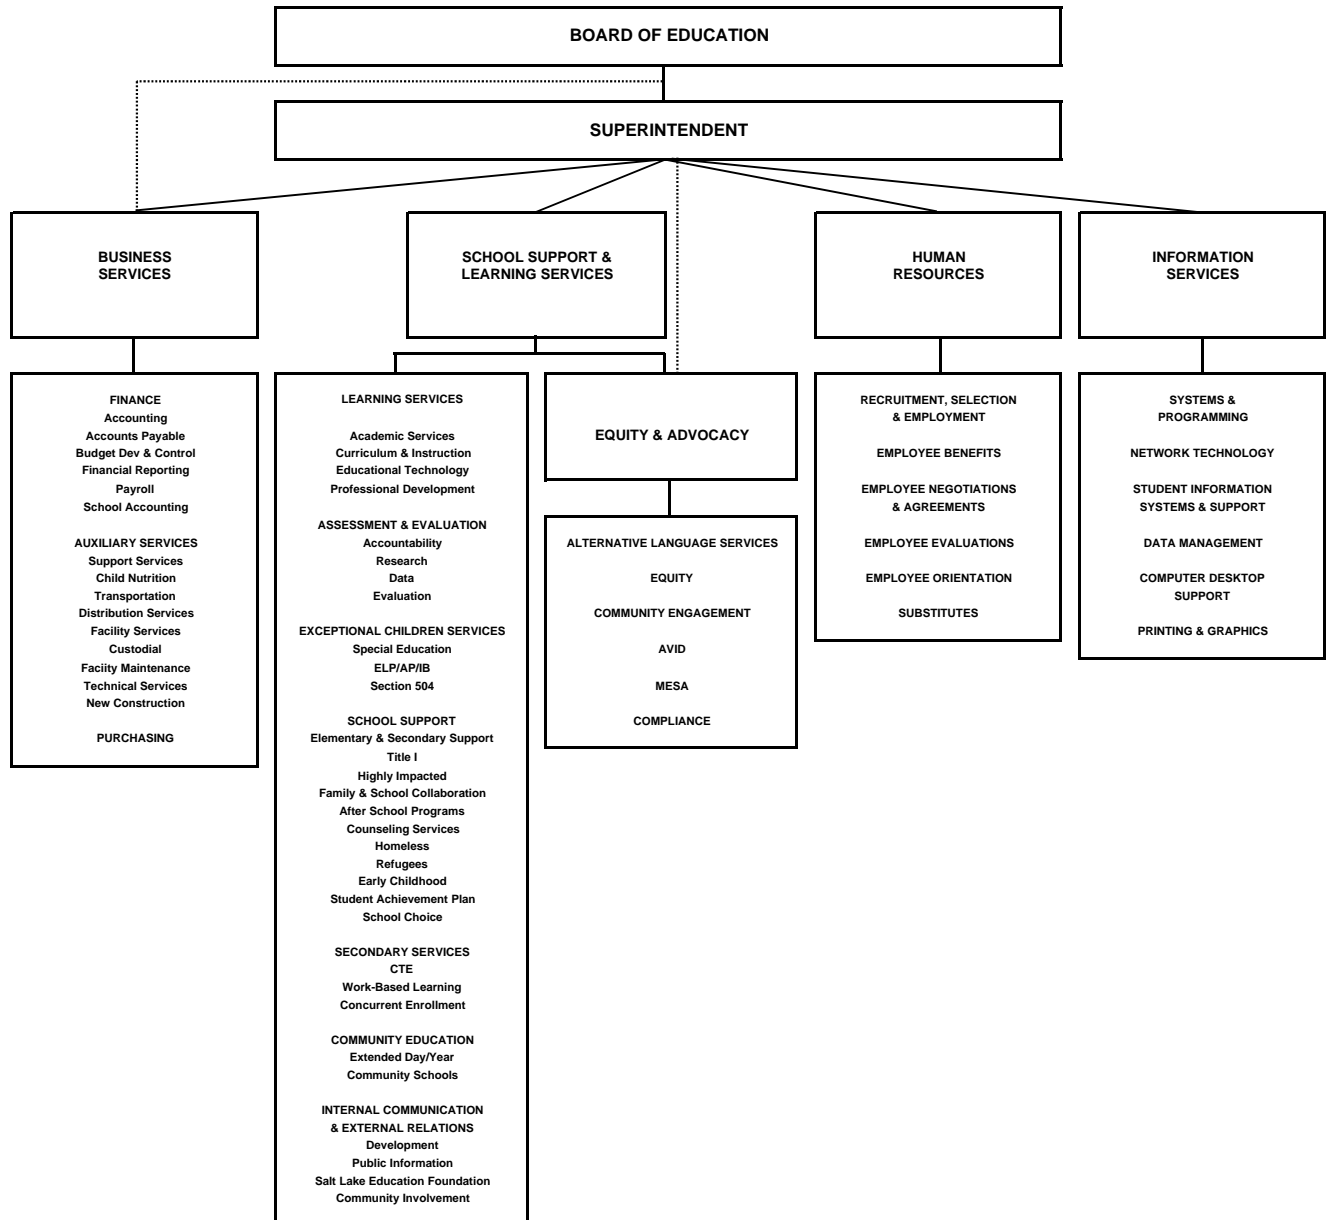 BOARD OF EDUCATION
SUPERINTENDENT
BUSINESS
SERVICES
SCHOOL SUPPORT &
LEARNING SERVICES
HUMAN
RESOURCES
INFORMATION
SERVICES
FINANCE
Accounting
Accounts Payable
Budget Dev & Control
Financial Reporting
Payroll
School Accounting
AUXILIARY SERVICES
Support Services
Child Nutrition
Transportation
Distribution Services
Facility Services
Custodial
Faciity Maintenance
Technical Services
New Construction
PURCHASING
LEARNING SERVICES
Academic Services
Curriculum & Instruction
Educational Technology
Professional Development
ASSESSMENT & EVALUATION
Accountability
Research
Data
Evaluation
EXCEPTIONAL CHILDREN SERVICES
Special Education
ELP/AP/IB
Section 504
SCHOOL SUPPORT
Elementary & Secondary Support
Title I
Highly Impacted
Family & School Collaboration
After School Programs
Counseling Services
Homeless
Refugees
Early Childhood
Student Achievement Plan
School Choice
SECONDARY SERVICES
CTE
Work-Based Learning
Concurrent Enrollment
COMMUNITY EDUCATION
Extended Day/Year
Community Schools
INTERNAL COMMUNICATION
& EXTERNAL RELATIONS
Development
Public Information
Salt Lake Education Foundation
Community Involvement
EQUITY & ADVOCACY
ALTERNATIVE LANGUAGE SERVICES
EQUITY
COMMUNITY ENGAGEMENT
AVID
MESA
COMPLIANCE
RECRUITMENT, SELECTION
& EMPLOYMENT
EMPLOYEE BENEFITS
EMPLOYEE NEGOTIATIONS
& AGREEMENTS
EMPLOYEE EVALUATIONS
EMPLOYEE ORIENTATION
SUBSTITUTES
SYSTEMS &
PROGRAMMING
NETWORK TECHNOLOGY
STUDENT INFORMATION
SYSTEMS & SUPPORT
DATA MANAGEMENT
COMPUTER DESKTOP
SUPPORT
PRINTING & GRAPHICS